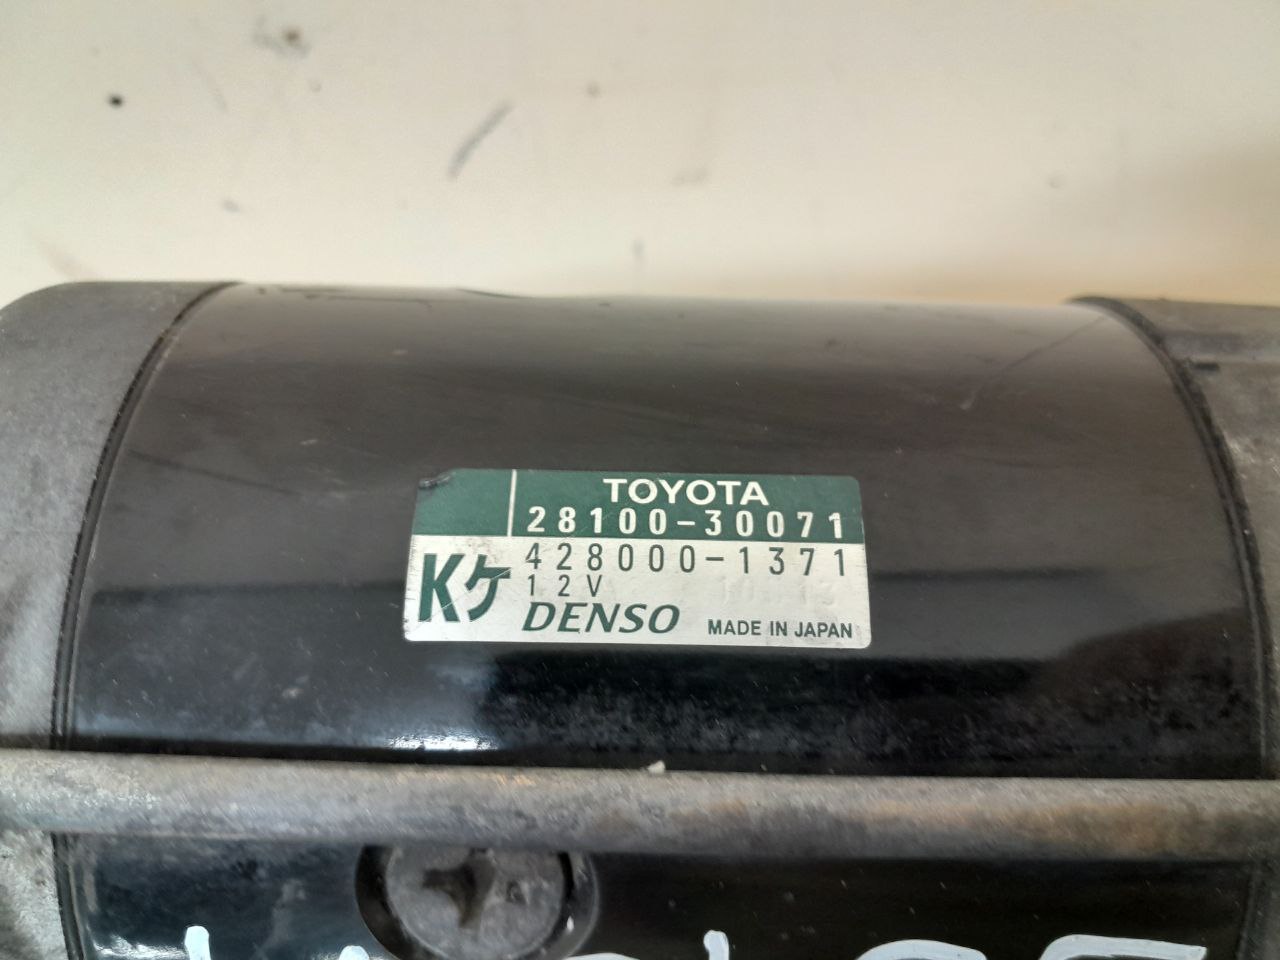 TOYOTA
28100-30071
428000-1371
Kケ
12V
DENSO
MADE IN JAPAN